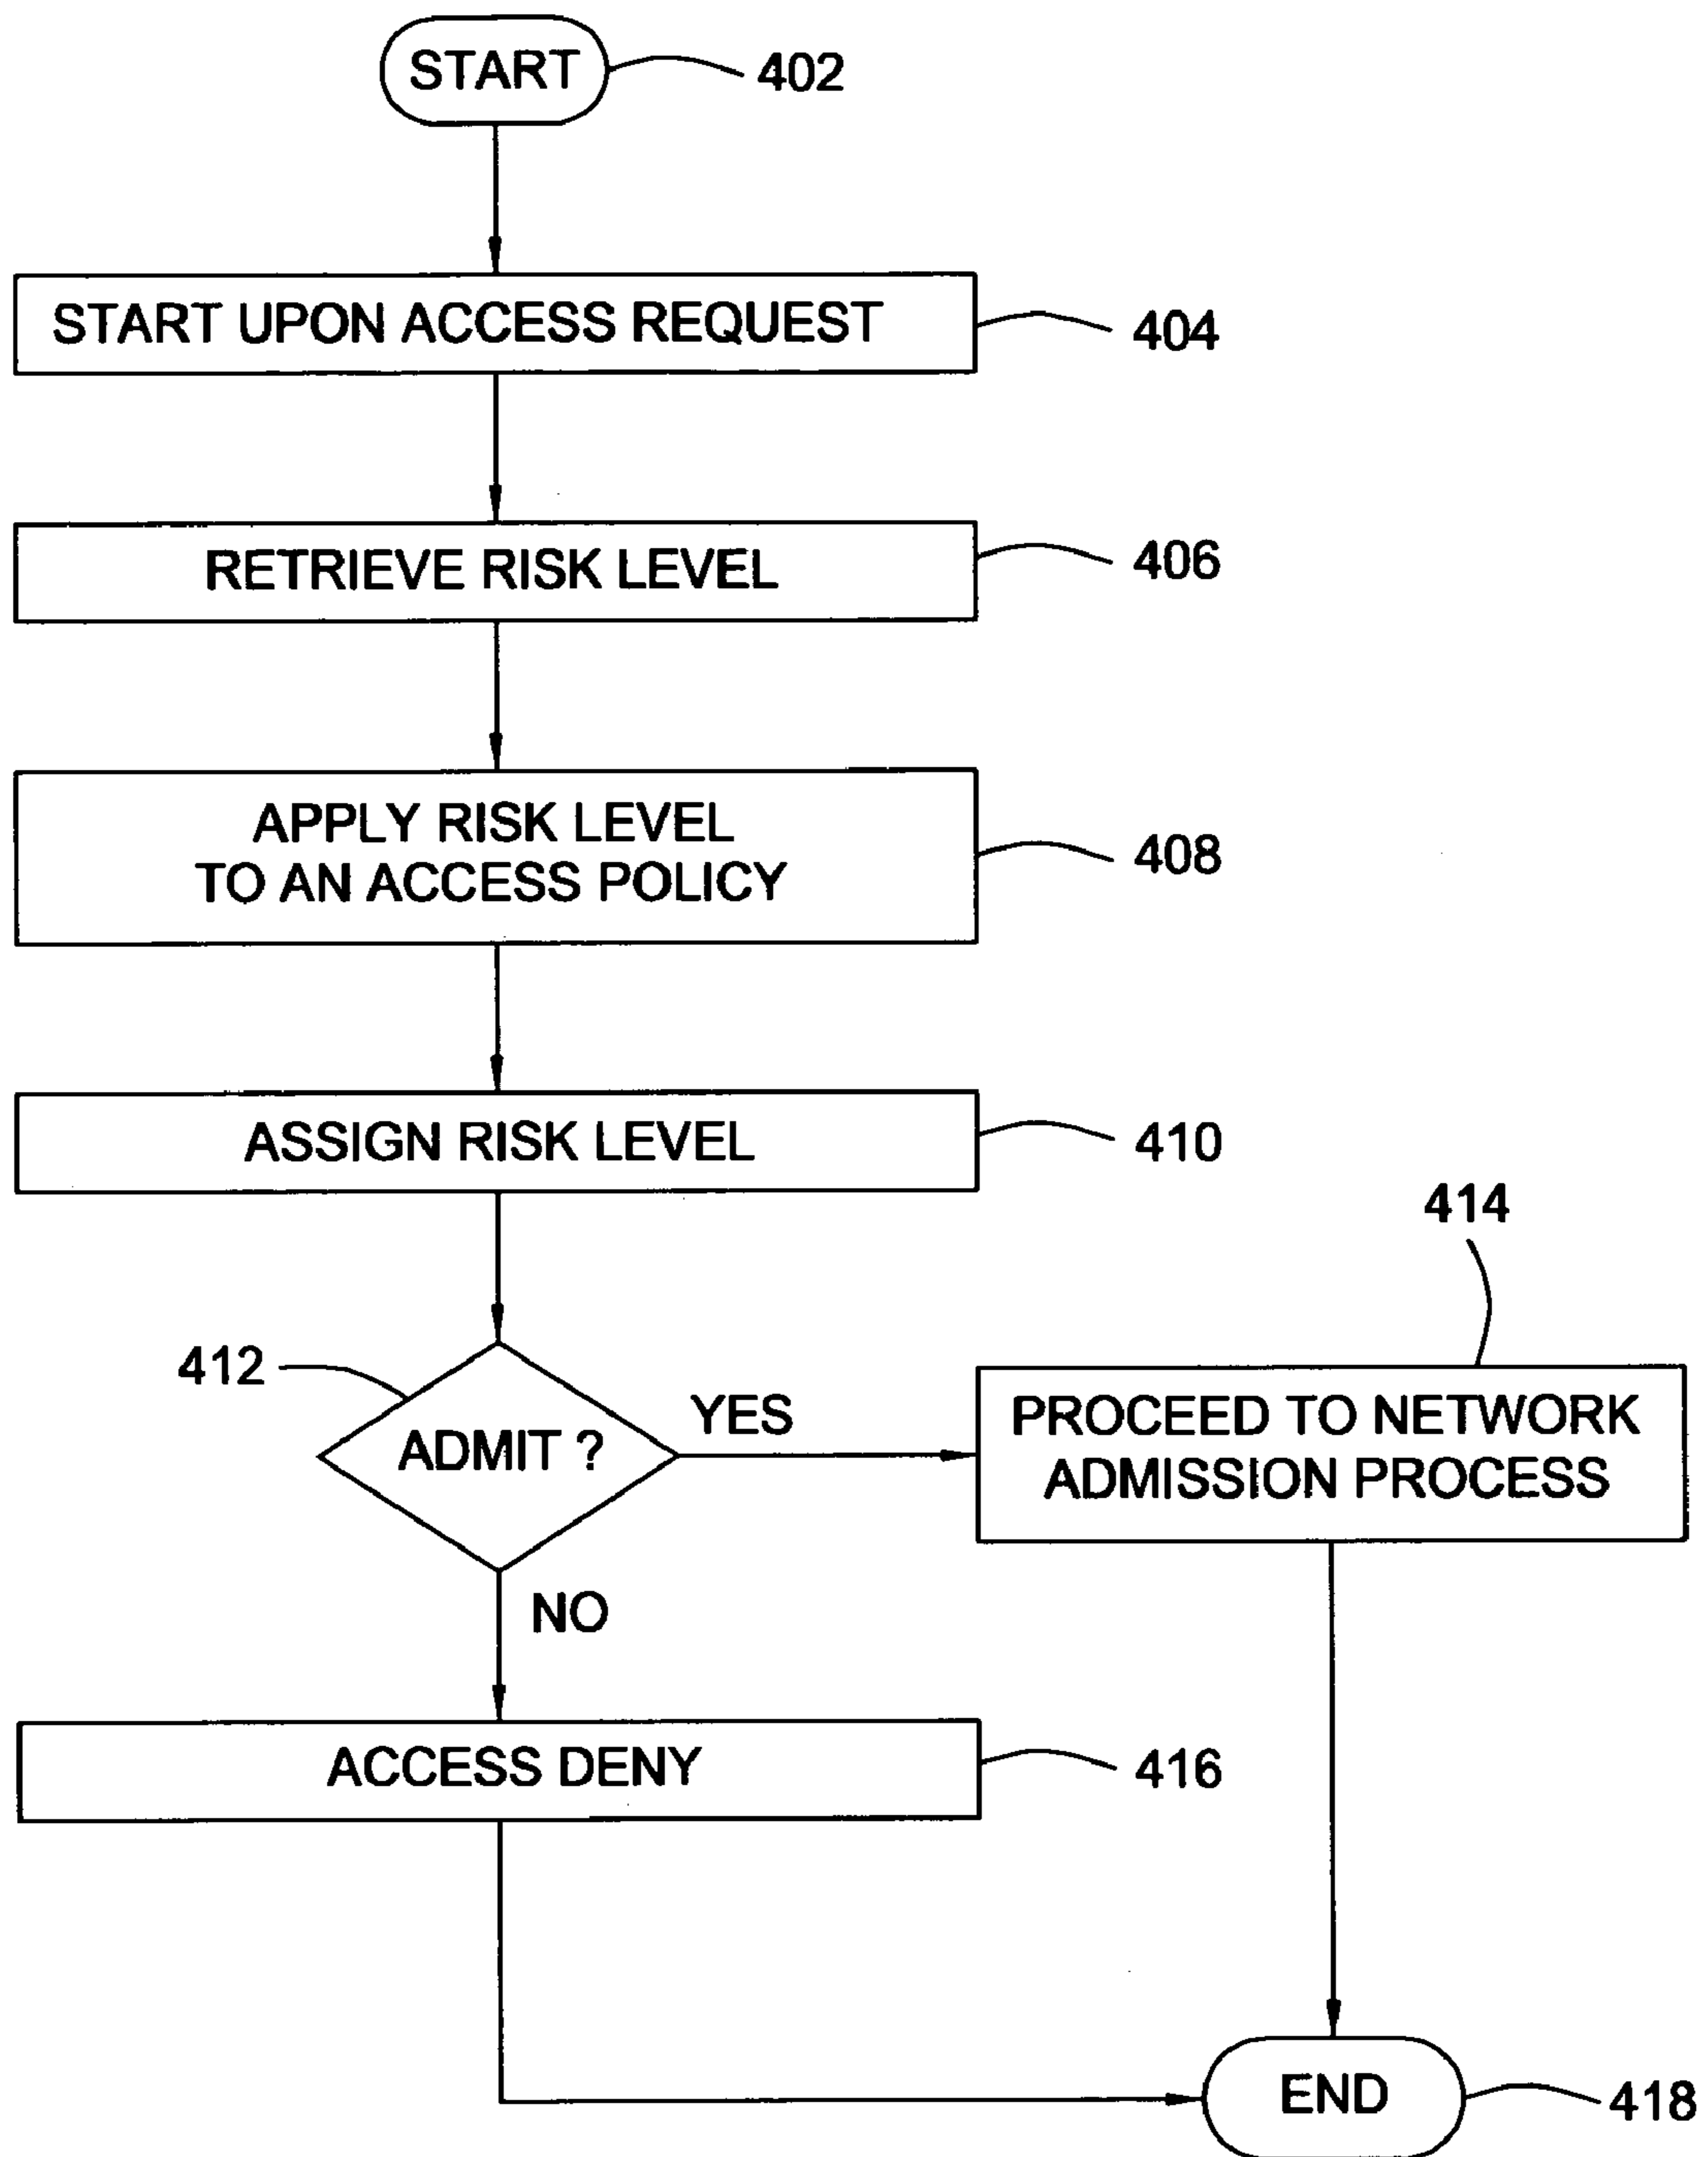 START
402
START UPON ACCESS REQUEST
404
RETRIEVE RISK LEVEL
406
APPLY RISK LEVEL
TO AN ACCESS POLICY
408
ASSIGN RISK LEVEL
410
414
412
ADMIT ?
YES
PROCEED TO NETWORK
ADMISSION PROCESS
NO
ACCESS DENY
416
END
418